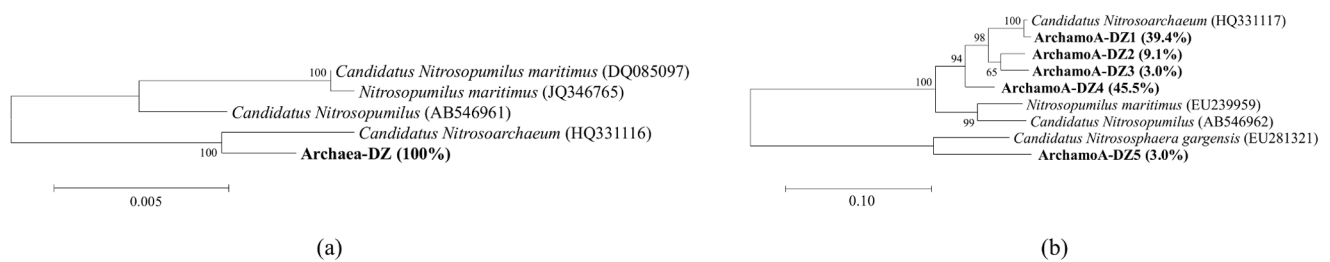 100
Candidatus Nitrosopumilus maritimus (DQ085097)
Nitrosopumilus maritimus (JQ346765)
Candidatus Nitrosopumilus (AB546961)
Candidatus Nitrosoarchaeum (HQ331116)
100
Archaea-DZ (100%)
0.005
(a)
100
Candidatus Nitrosoarchaeum (HQ331117)
98
ArchamoA-DZ1 (39.4%)
94
ArchamoA-DZ2 (9.1%)
65
ArchamoA-DZ3 (3.0%)
100
ArchamoA-DZ4 (45.5%)
Nitrosopumilus maritimus (EU239959)
99
Candidatus Nitrosopumilus (AB546962)
Candidatus Nitrososphaera gargensis (EU281321)
ArchamoA-DZ5 (3.0%)
0.10
(b)